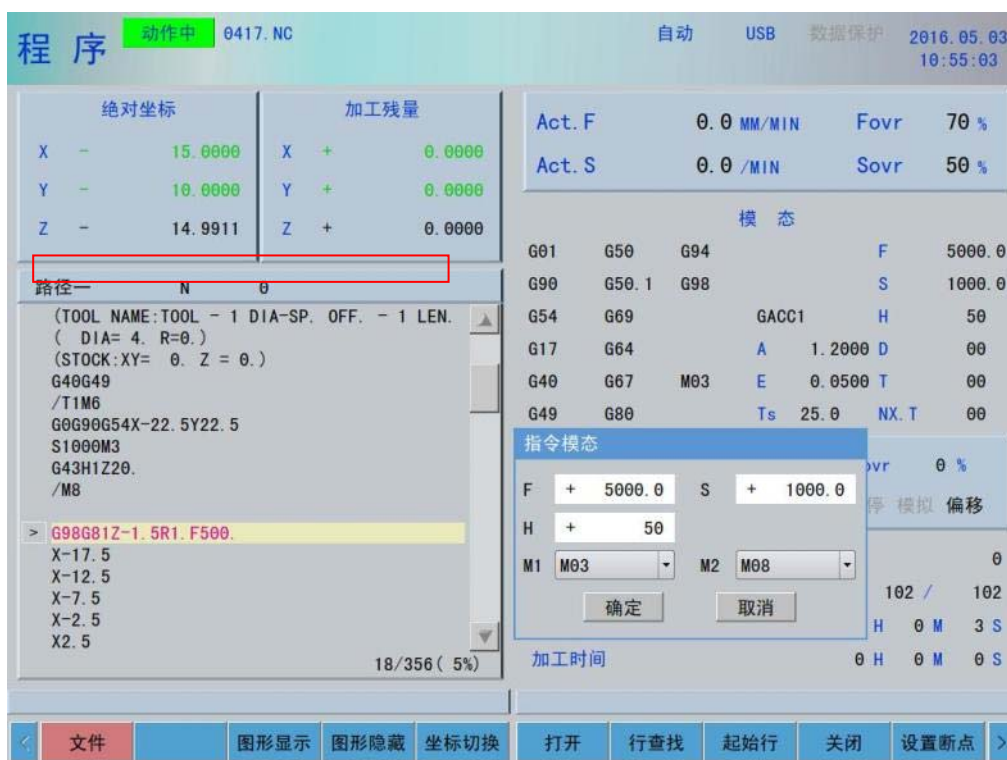 程 序 动作中 0417.NC 自动 USB 数据保护 2016.05.03
10:55:03
绝对坐标 加工残量
X - 15.0000 X + 0.0000
Y - 10.0000 Y + 0.0000
Z - 14.9911 Z + 0.0000
Act.F 0.0 MM/MIN Fovr 70 %
Act.S 0.0 /MIN Sovr 50 %
模 态
G01 G50 G94 F 5000.0
G90 G50.1 G98 S 1000.0
G54 G69 GACC1 H 50
G17 G64 A 1.2000 D 00
G40 G67 M03 E 0.0500 T 00
G49 G80 Ts 25.0 NX.T 00
路径一 N 0
(TOOL NAME:TOOL - 1 DIA-SP. OFF. - 1 LEN.
( DIA= 4. R=0.)
(STOCK:XY= 0. Z = 0.)
G40G49
/T1M6
G0G90G54X-22.5Y22.5
S1000M3
G43H1Z20.
/M8
> G98G81Z-1.5R1.F500.
X-17.5
X-12.5
X-7.5
X-2.5
X2.5
18/356( 5%)
指令模态
F + 5000.0 S + 1000.0
H + 50
M1 M03 M2 M08
确定 取消
ovr 0 %
停 模拟 偏移
0
102 / 102
H 0 M 3 S
加工时间 0 H 0 M 0 S
< 文件 图形显示 图形隐藏 坐标切换 打开 行查找 起始行 关闭 设置断点 >